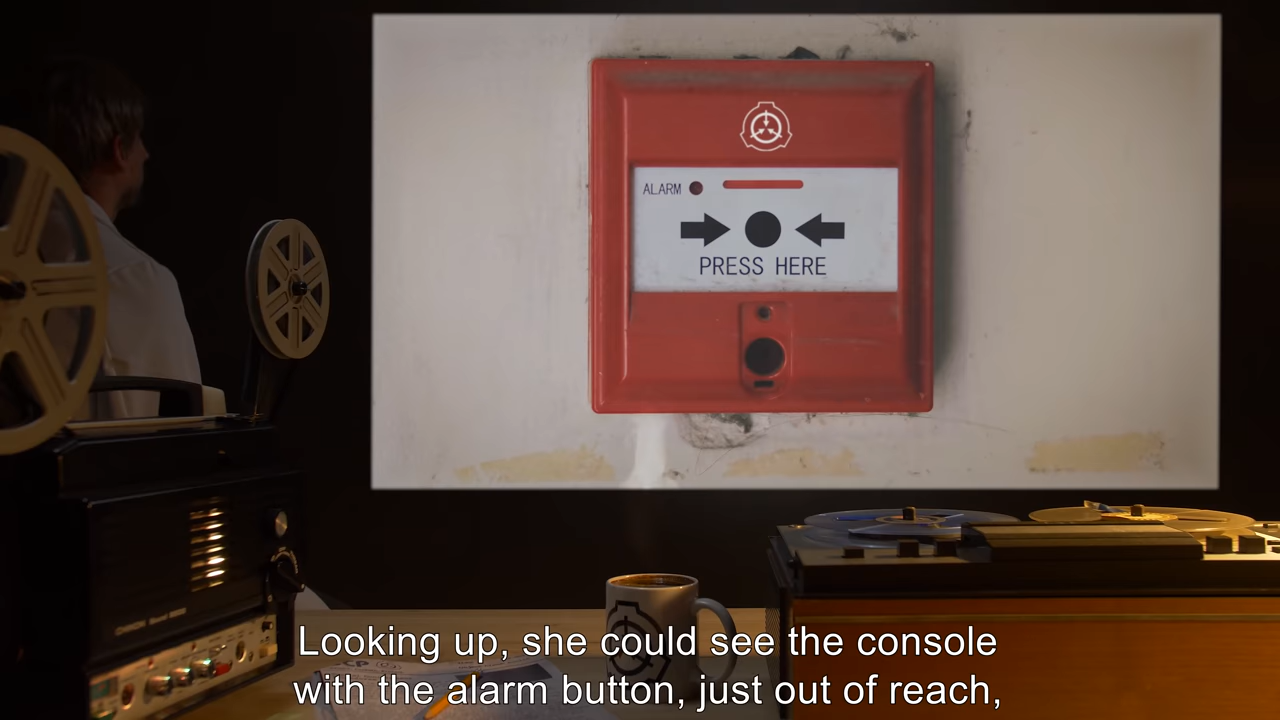 ALARM
PRESS HERE
Looking up, she could see the console
with the alarm button, just out of reach,